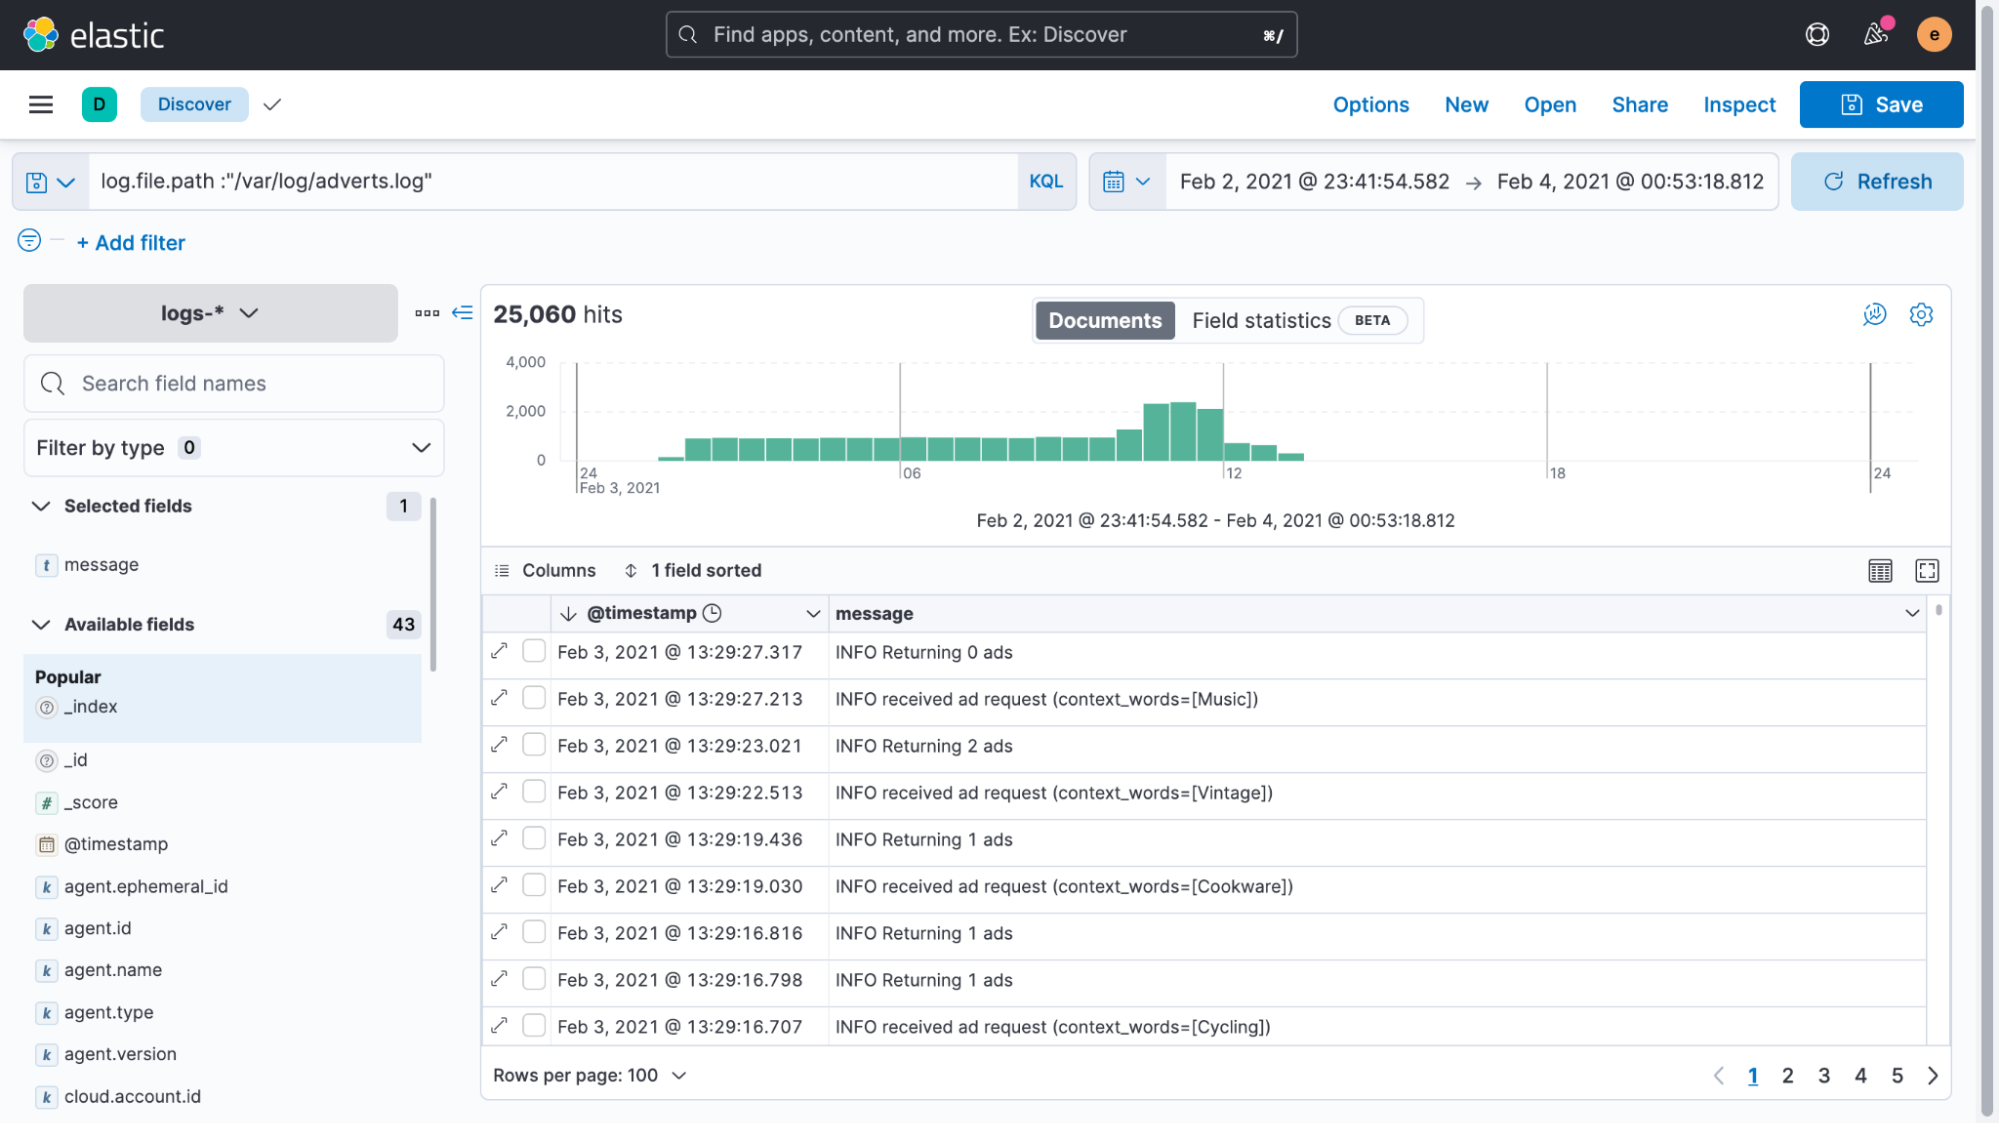 elastic
Find apps, content, and more. Ex: Discover
⌘/
e
D
Discover
Options
New
Open
Share
Inspect
Save
log.file.path :"/var/log/adverts.log"
KQL
Feb 2, 2021 @ 23:41:54.582 → Feb 4, 2021 @ 00:53:18.812
Refresh
+ Add filter
logs-*
Search field names
Filter by type 0
Selected fields 1
t message
Available fields 43
Popular
_index
_id
# _score
@timestamp
k agent.ephemeral_id
k agent.id
k agent.name
k agent.type
k agent.version
k cloud.account.id
25,060 hits
Documents
Field statistics BETA
4,000
2,000
0
24
Feb 3, 2021
06
12
18
24
Feb 2, 2021 @ 23:41:54.582 - Feb 4, 2021 @ 00:53:18.812
Columns
1 field sorted
@timestamp message
Feb 3, 2021 @ 13:29:27.317 INFO Returning 0 ads
Feb 3, 2021 @ 13:29:27.213 INFO received ad request (context_words=[Music])
Feb 3, 2021 @ 13:29:23.021 INFO Returning 2 ads
Feb 3, 2021 @ 13:29:22.513 INFO received ad request (context_words=[Vintage])
Feb 3, 2021 @ 13:29:19.436 INFO Returning 1 ads
Feb 3, 2021 @ 13:29:19.030 INFO received ad request (context_words=[Cookware])
Feb 3, 2021 @ 13:29:16.816 INFO Returning 1 ads
Feb 3, 2021 @ 13:29:16.798 INFO Returning 1 ads
Feb 3, 2021 @ 13:29:16.707 INFO received ad request (context_words=[Cycling])
Rows per page: 100
1 2 3 4 5